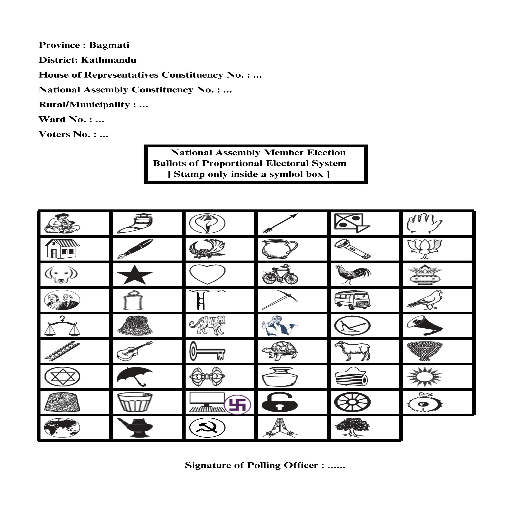 Province : Bagmati
District: Kathmandu
House of Representatives Constituency No. : ...
National Assembly Constituency No. : ...
Rural/Municipality : ...
Ward No. : ...
Voters No. : ...
National Assembly Member Election
Ballots of Proportional Electoral System
[ Stamp only inside a symbol box ]
Signature of Polling Officer : ......